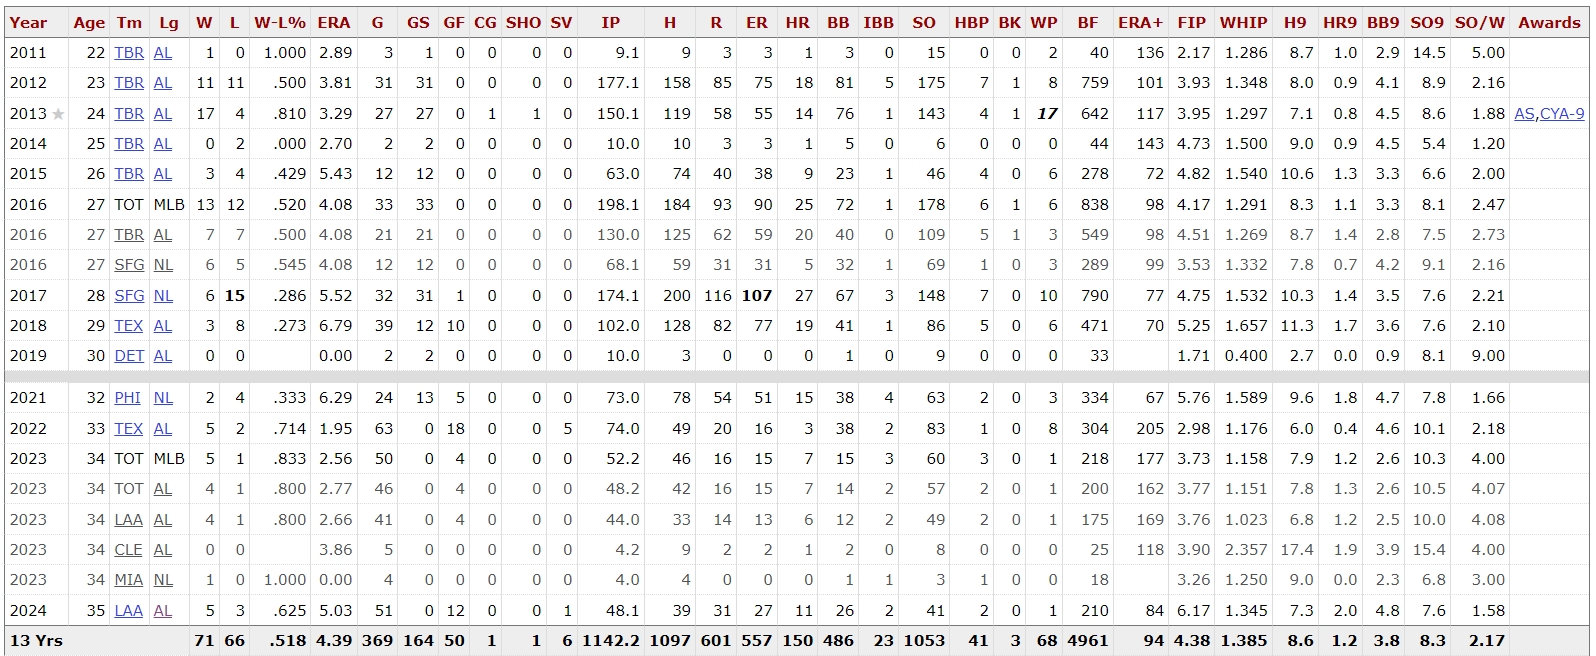 Year Age Tm Lg W L W-L% ERA G GS GF CG SHO SV IP H R ER HR BB IBB SO HBP BK WP BF ERA+ FIP WHIP H9 HR9 BB9 SO9 SO/W Awards
2011 22 TBR AL 1 0 1.000 2.89 3 1 0 0 0 0 9.1 9 3 3 1 3 0 15 0 0 2 40 136 2.17 1.286 8.7 1.0 2.9 14.5 5.00
2012 23 TBR AL 11 11 .500 3.81 31 31 0 0 0 0 177.1 158 85 75 18 81 5 175 7 1 8 759 101 3.93 1.348 8.0 0.9 4.1 8.9 2.16
2013 ★ 24 TBR AL 17 4 .810 3.29 27 27 0 1 1 0 150.1 119 58 55 14 76 1 143 4 1 17 642 117 3.95 1.297 7.1 0.8 4.5 8.6 1.88 AS,CYA-9
2014 25 TBR AL 0 2 .000 2.70 2 2 0 0 0 0 10.0 10 3 3 1 5 0 6 0 0 0 44 143 4.73 1.500 9.0 0.9 4.5 5.4 1.20
2015 26 TBR AL 3 4 .429 5.43 12 12 0 0 0 0 63.0 74 40 38 9 23 1 46 4 0 6 278 72 4.82 1.540 10.6 1.3 3.3 6.6 2.00
2016 27 TOT MLB 13 12 .520 4.08 33 33 0 0 0 0 198.1 184 93 90 25 72 1 178 6 1 6 838 98 4.17 1.291 8.3 1.1 3.3 8.1 2.47
2016 27 TBR AL 7 7 .500 4.08 21 21 0 0 0 0 130.0 125 62 59 20 40 0 109 5 1 3 549 98 4.51 1.269 8.7 1.4 2.8 7.5 2.73
2016 27 SFG NL 6 5 .545 4.08 12 12 0 0 0 0 68.1 59 31 31 5 32 1 69 1 0 3 289 99 3.53 1.332 7.8 0.7 4.2 9.1 2.16
2017 28 SFG NL 6 15 .286 5.52 32 31 1 0 0 0 174.1 200 116 107 27 67 3 148 7 0 10 790 77 4.75 1.532 10.3 1.4 3.5 7.6 2.21
2018 29 TEX AL 3 8 .273 6.79 39 12 10 0 0 0 102.0 128 82 77 19 41 1 86 5 0 6 471 70 5.25 1.657 11.3 1.7 3.6 7.6 2.10
2019 30 DET AL 0 0 0.00 2 2 0 0 0 0 10.0 3 0 0 0 1 0 9 0 0 0 33 1.71 0.400 2.7 0.0 0.9 8.1 9.00
2021 32 PHI NL 2 4 .333 6.29 24 13 5 0 0 0 73.0 78 54 51 15 38 4 63 2 0 3 334 67 5.76 1.589 9.6 1.8 4.7 7.8 1.66
2022 33 TEX AL 5 2 .714 1.95 63 0 18 0 0 5 74.0 49 20 16 3 38 2 83 1 0 8 304 205 2.98 1.176 6.0 0.4 4.6 10.1 2.18
2023 34 TOT MLB 5 1 .833 2.56 50 0 4 0 0 0 52.2 46 16 15 7 15 3 60 3 0 1 218 177 3.73 1.158 7.9 1.2 2.6 10.3 4.00
2023 34 TOT AL 4 1 .800 2.77 46 0 4 0 0 0 48.2 42 16 15 7 14 2 57 2 0 1 200 162 3.77 1.151 7.8 1.3 2.6 10.5 4.07
2023 34 LAA AL 4 1 .800 2.66 41 0 4 0 0 0 44.0 33 14 13 6 12 2 49 2 0 1 175 169 3.76 1.023 6.8 1.2 2.5 10.0 4.08
2023 34 CLE AL 0 0 3.86 5 0 0 0 0 0 4.2 9 2 2 1 2 0 8 0 0 0 25 118 3.90 2.357 17.4 1.9 3.9 15.4 4.00
2023 34 MIA NL 1 0 1.000 0.00 4 0 0 0 0 0 4.0 4 0 0 0 1 1 3 1 0 0 18 3.26 1.250 9.0 0.0 2.3 6.8 3.00
2024 35 LAA AL 5 3 .625 5.03 51 0 12 0 0 1 48.1 39 31 27 11 26 2 41 2 0 1 210 84 6.17 1.345 7.3 2.0 4.8 7.6 1.58
13 Yrs 71 66 .518 4.39 369 164 50 1 1 6 1142.2 1097 601 557 150 486 23 1053 41 3 68 4961 94 4.38 1.385 8.6 1.2 3.8 8.3 2.17